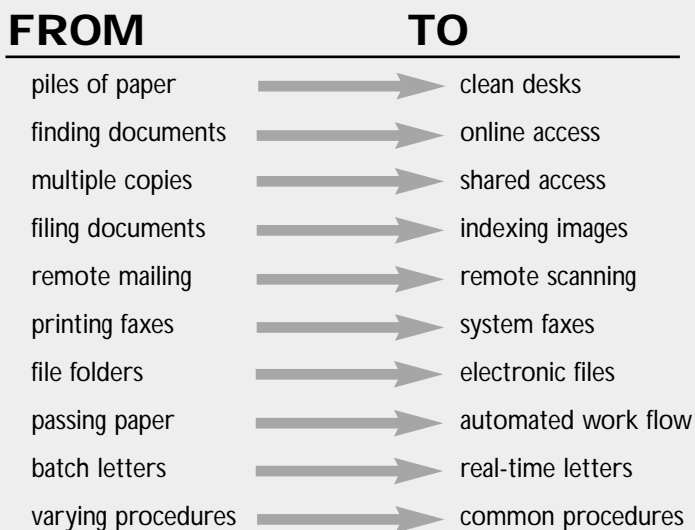 FROM TO
piles of paper clean desks
finding documents online access
multiple copies shared access
filing documents indexing images
remote mailing remote scanning
printing faxes system faxes
file folders electronic files
passing paper automated work flow
batch letters real-time letters
varying procedures common procedures